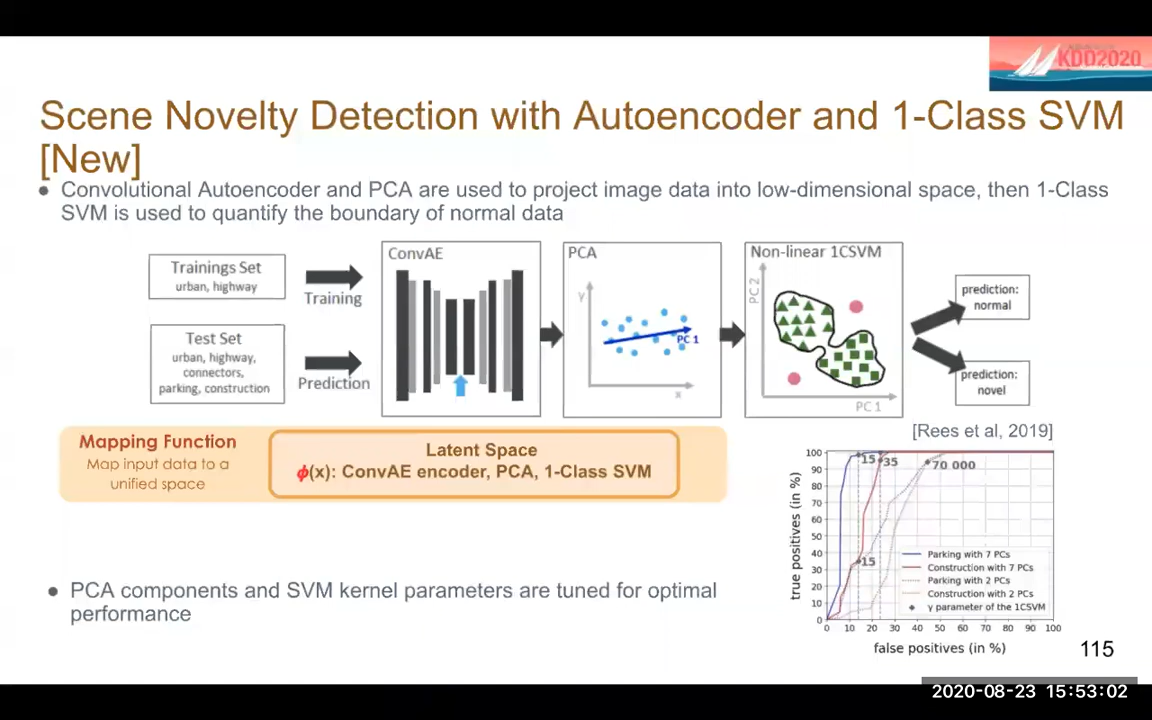 KDD2020
Scene Novelty Detection with Autoencoder and 1-Class SVM
[New]
● Convolutional Autoencoder and PCA are used to project image data into low-dimensional space, then 1-Class
SVM is used to quantify the boundary of normal data
Trainings Set
urban, highway
Training
Test Set
urban, highway,
connectors,
parking, construction
Prediction
ConvAE
PCA
y
PC 1
x
Non-linear 1CSVM
PC 2
PC 1
prediction:
normal
prediction:
novel
[Rees et al, 2019]
Mapping Function
Map input data to a
unified space
Latent Space
ϕ(x): ConvAE encoder, PCA, 1-Class SVM
● PCA components and SVM kernel parameters are tuned for optimal
performance
true positives (in %)
100
90
80
70
60
50
40
30
20
10
0
15
35
70 000
15
Parking with 7 PCs
Construction with 7 PCs
Parking with 2 PCs
Construction with 2 PCs
γ parameter of the 1CSVM
0 10 20 30 40 50 60 70 80 90 100
false positives (in %)
115
2020-08-23 15:53:02